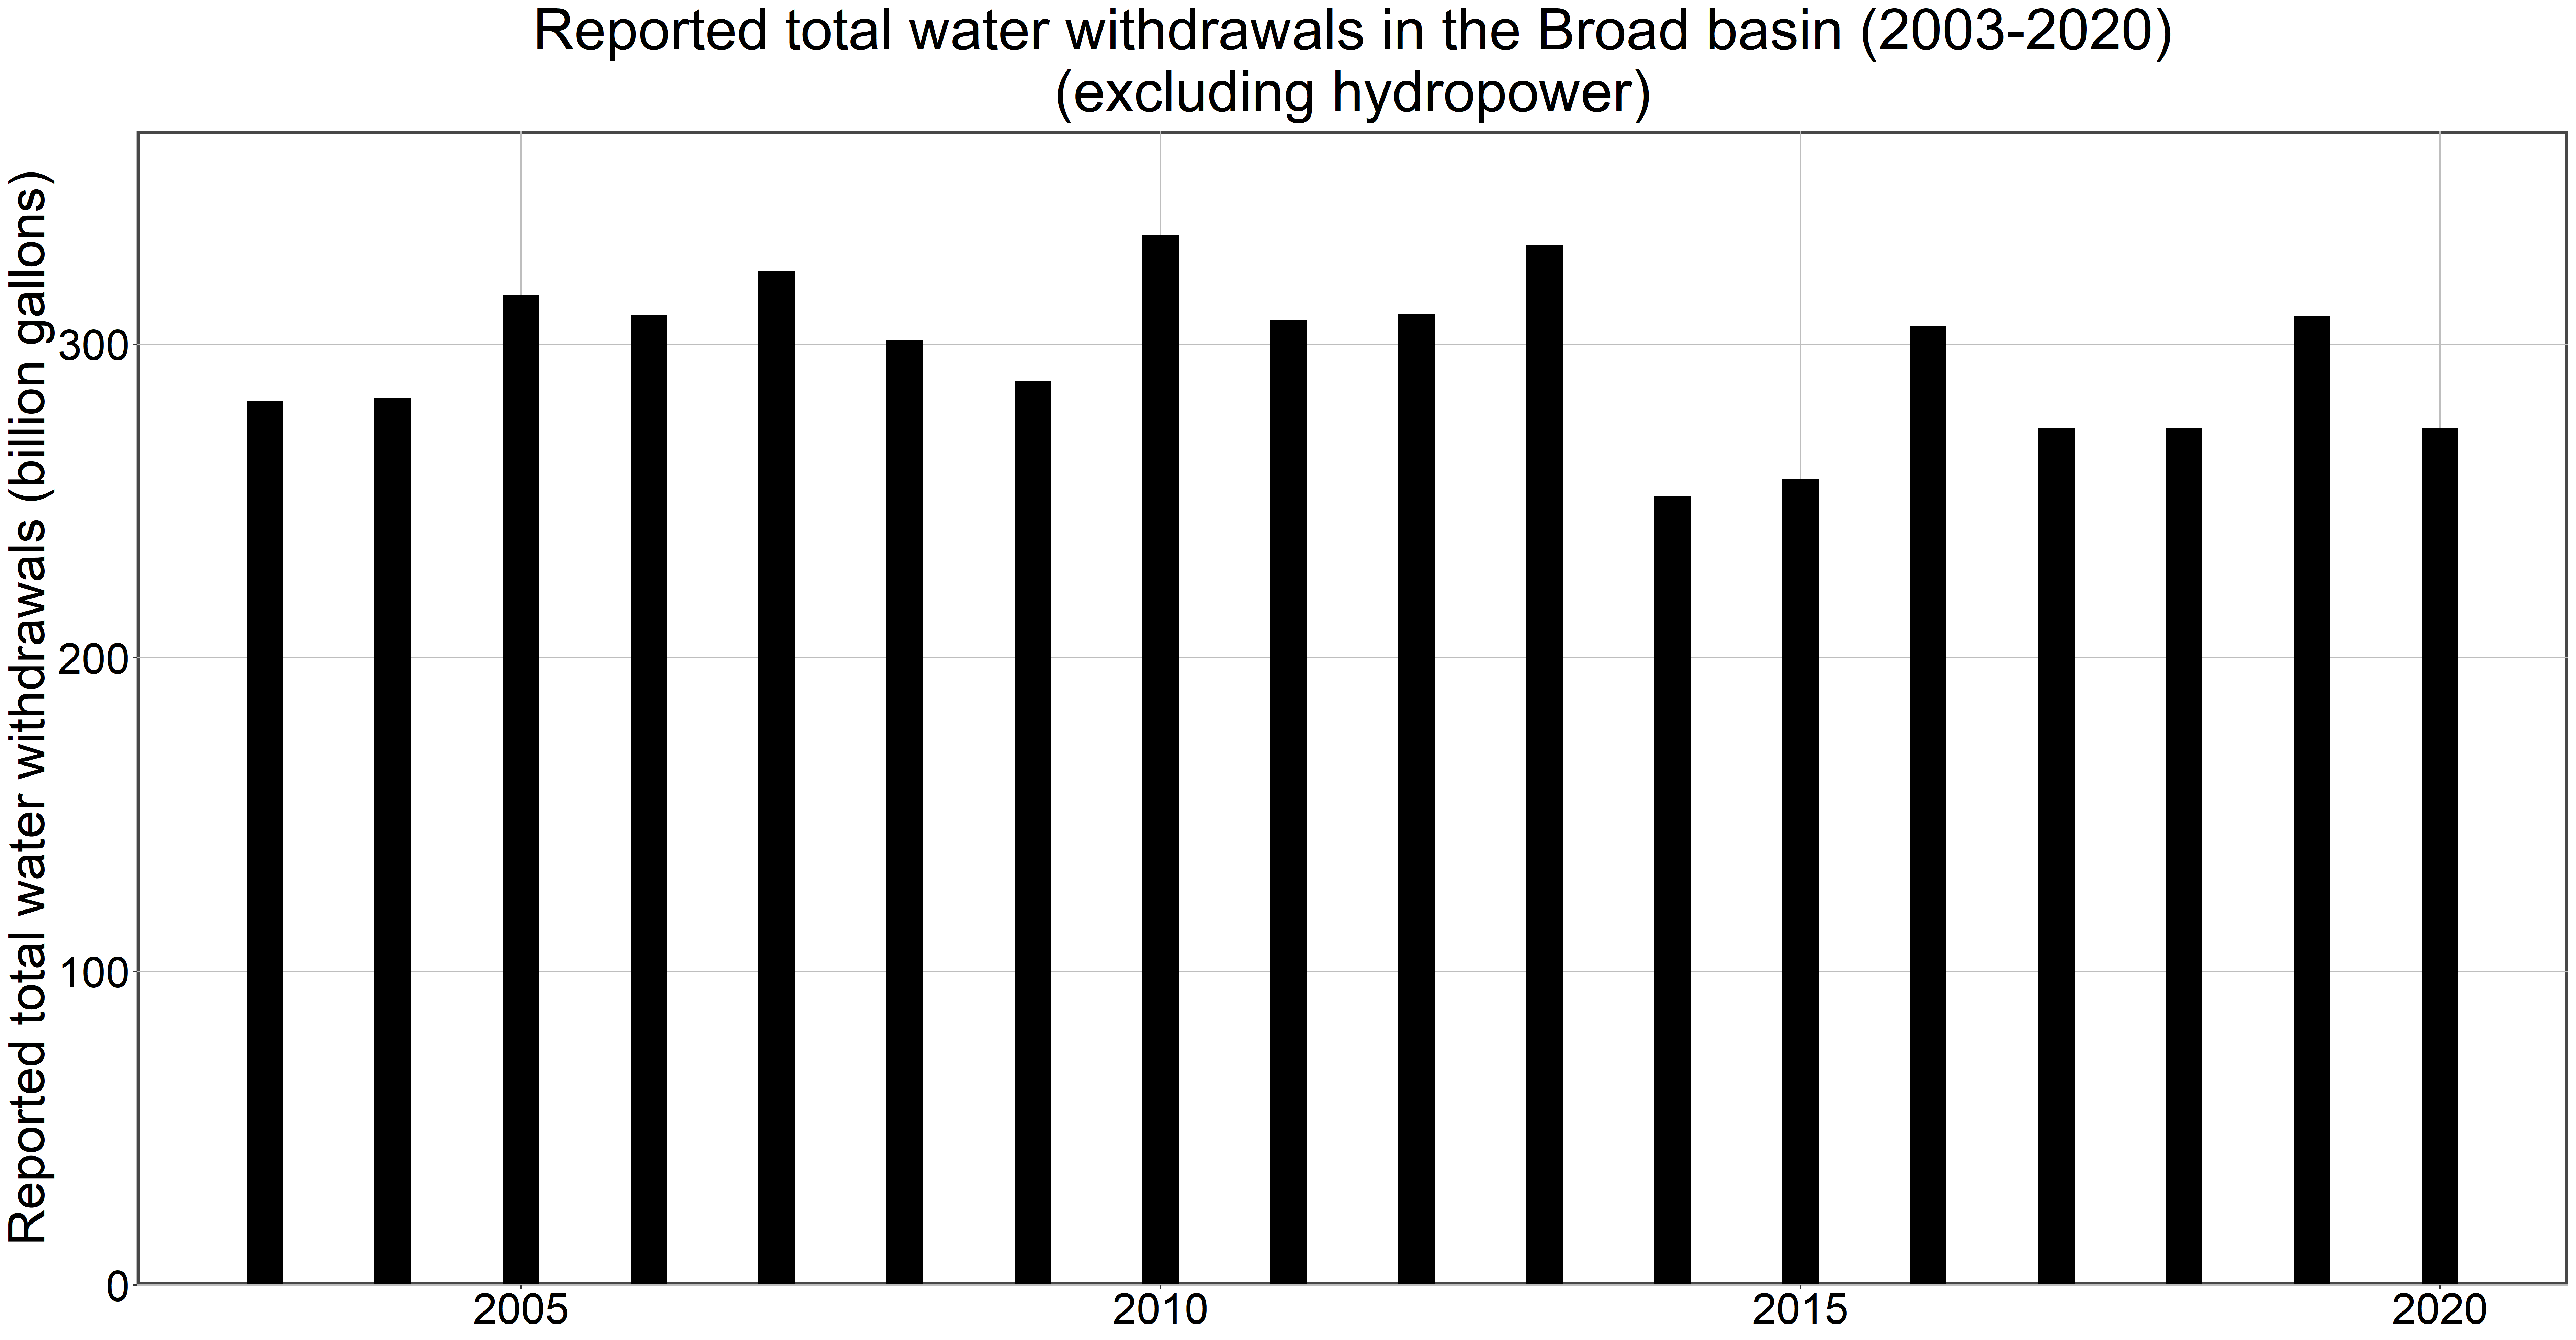 Reported total water withdrawals in the Broad basin (2003-2020)
(excluding hydropower)
Reported total water withdrawals (billion gallons)
300
200
100
0
2005
2010
2015
2020